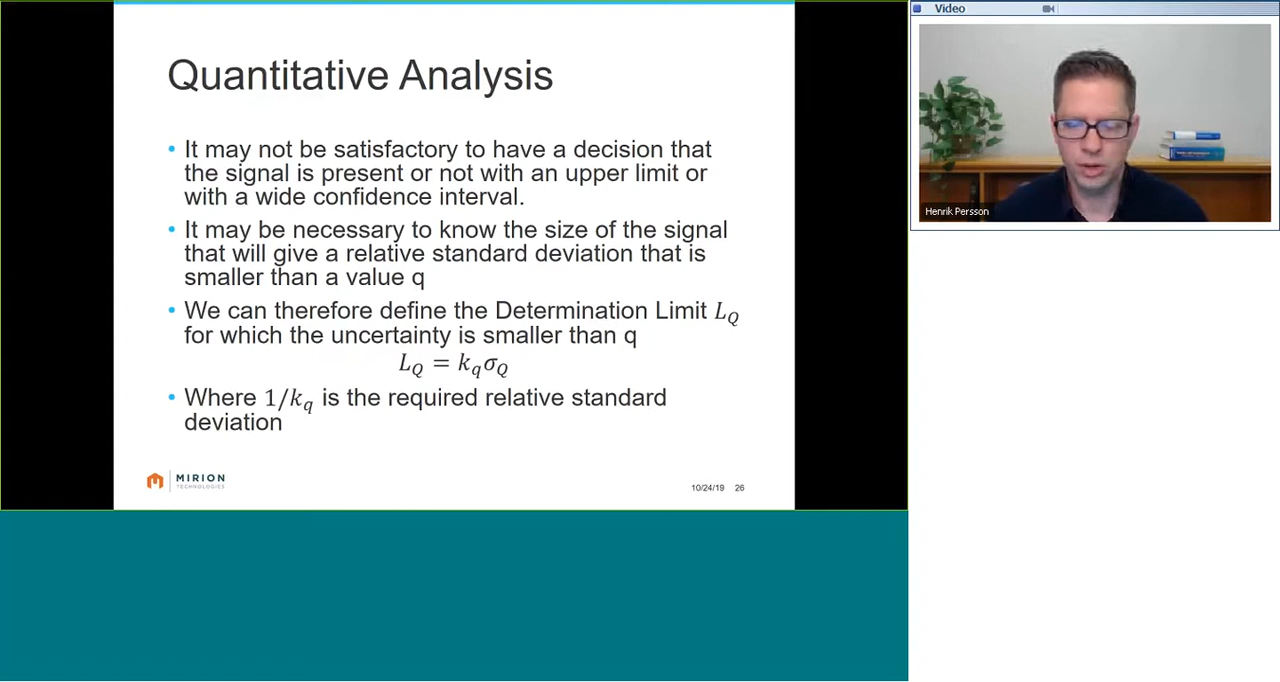 Quantitative Analysis
• It may not be satisfactory to have a decision that
the signal is present or not with an upper limit or
with a wide confidence interval.
• It may be necessary to know the size of the signal
that will give a relative standard deviation that is
smaller than a value q
• We can therefore define the Determination Limit L_Q
for which the uncertainty is smaller than q
L_Q = k_q σ_Q
• Where 1/k_q is the required relative standard
deviation
MIRION
TECHNOLOGIES
10/24/19 26
Video
Henrik Persson